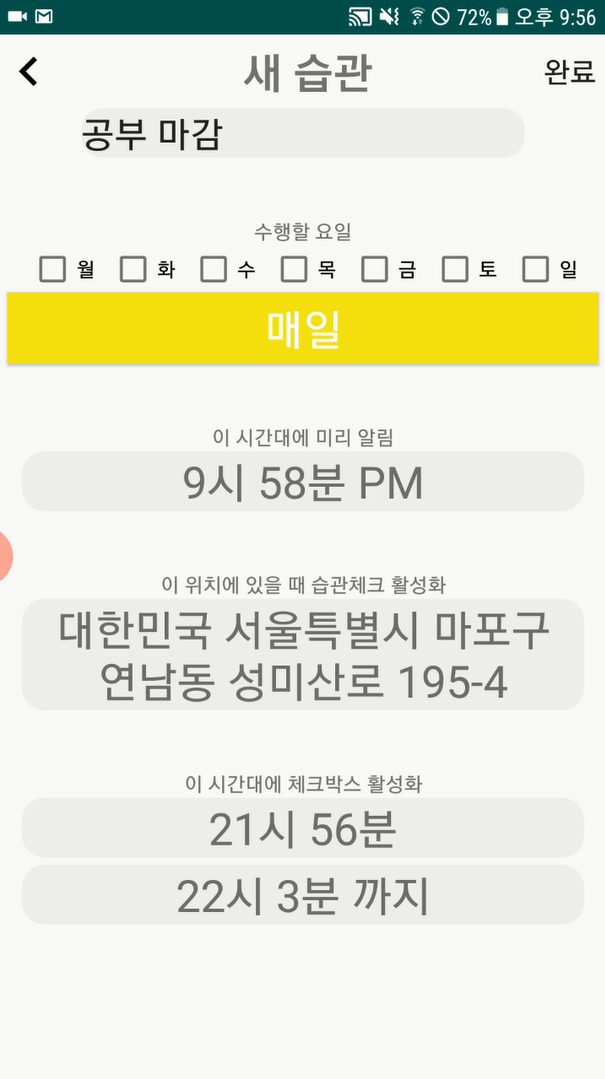 72% 오후 9:56
새 습관 완료
공부 마감
수행할 요일
월 화 수 목 금 토 일
매일
이 시간대에 미리 알림
9시 58분 PM
이 위치에 있을 때 습관체크 활성화
대한민국 서울특별시 마포구
연남동 성미산로 195-4
이 시간대에 체크박스 활성화
21시 56분
22시 3분 까지